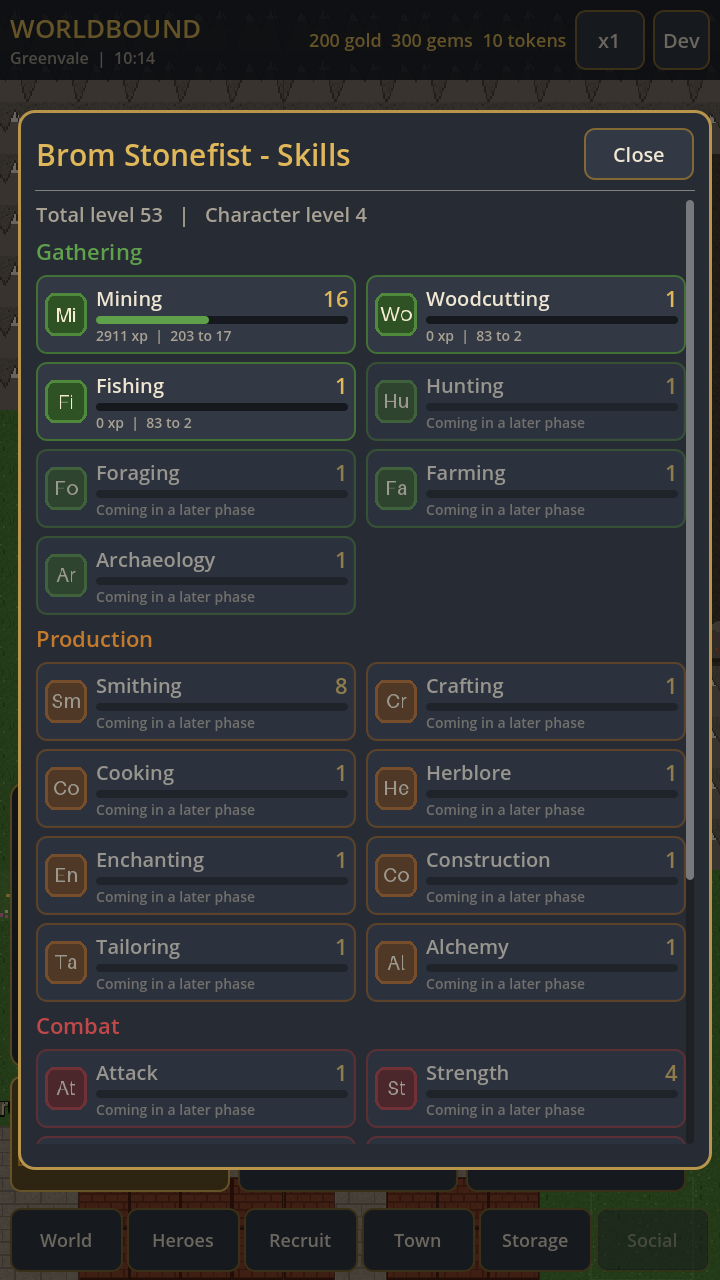 WORLDBOUND
Greenvale | 10:14
200 gold 300 gems 10 tokens
x1
Dev
Brom Stonefist - Skills
Close
Total level 53 | Character level 4
Gathering
Mi Mining 16
2911 xp | 203 to 17
Wo Woodcutting 1
0 xp | 83 to 2
Fi Fishing 1
0 xp | 83 to 2
Hu Hunting 1
Coming in a later phase
Fo Foraging 1
Coming in a later phase
Fa Farming 1
Coming in a later phase
Ar Archaeology 1
Coming in a later phase
Production
Sm Smithing 8
Coming in a later phase
Cr Crafting 1
Coming in a later phase
Co Cooking 1
Coming in a later phase
He Herblore 1
Coming in a later phase
En Enchanting 1
Coming in a later phase
Co Construction 1
Coming in a later phase
Ta Tailoring 1
Coming in a later phase
Al Alchemy 1
Coming in a later phase
Combat
At Attack 1
Coming in a later phase
St Strength 4
Coming in a later phase
World
Heroes
Recruit
Town
Storage
Social